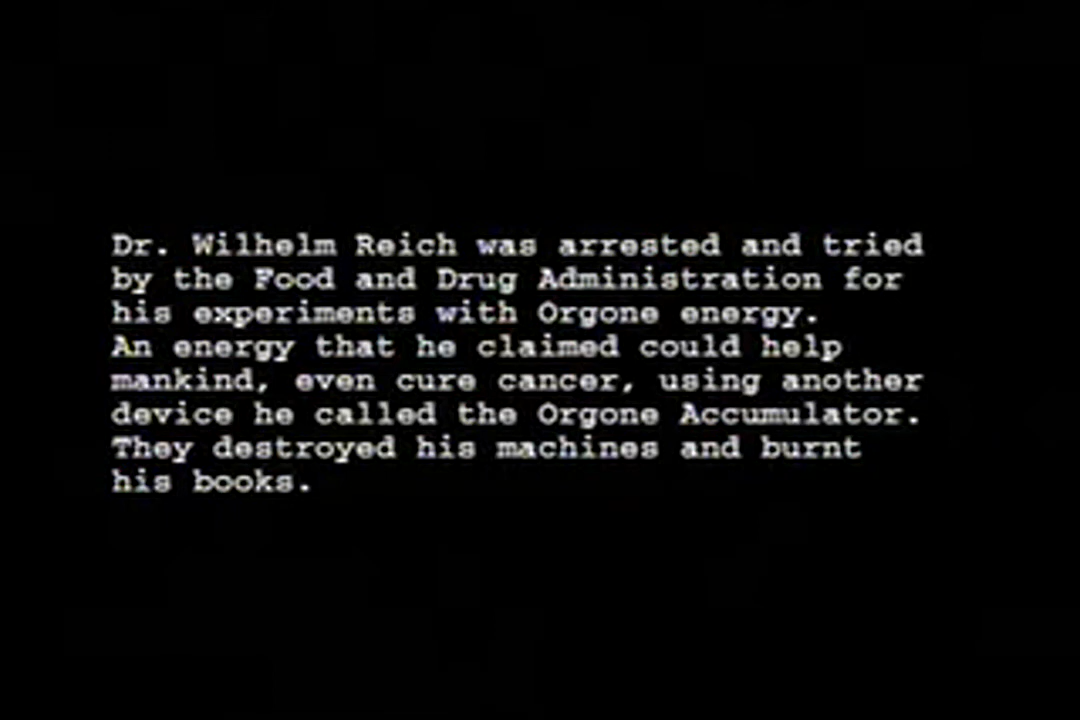 Dr. Wilhelm Reich was arrested and tried
by the Food and Drug Administration for
his experiments with Orgone energy.
An energy that he claimed could help
mankind, even cure cancer, using another
device he called the Orgone Accumulator.
They destroyed his machines and burnt
his books.